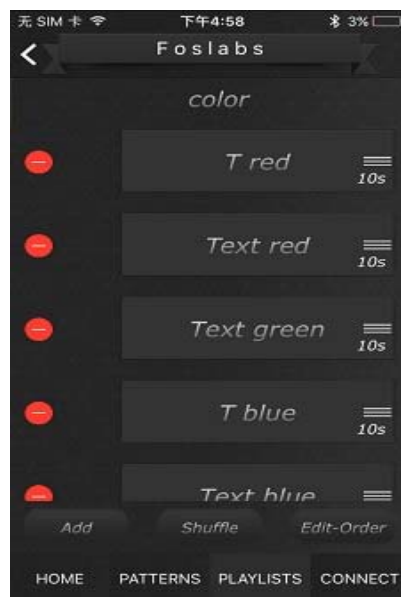 无 SIM 卡 下午4:58 3%
Foslabs
color
T red
10s
Text red
10s
Text green
10s
T blue
10s
Text blue
Add Shuffle Edit-Order
HOME PATTERNS PLAYLISTS CONNECT